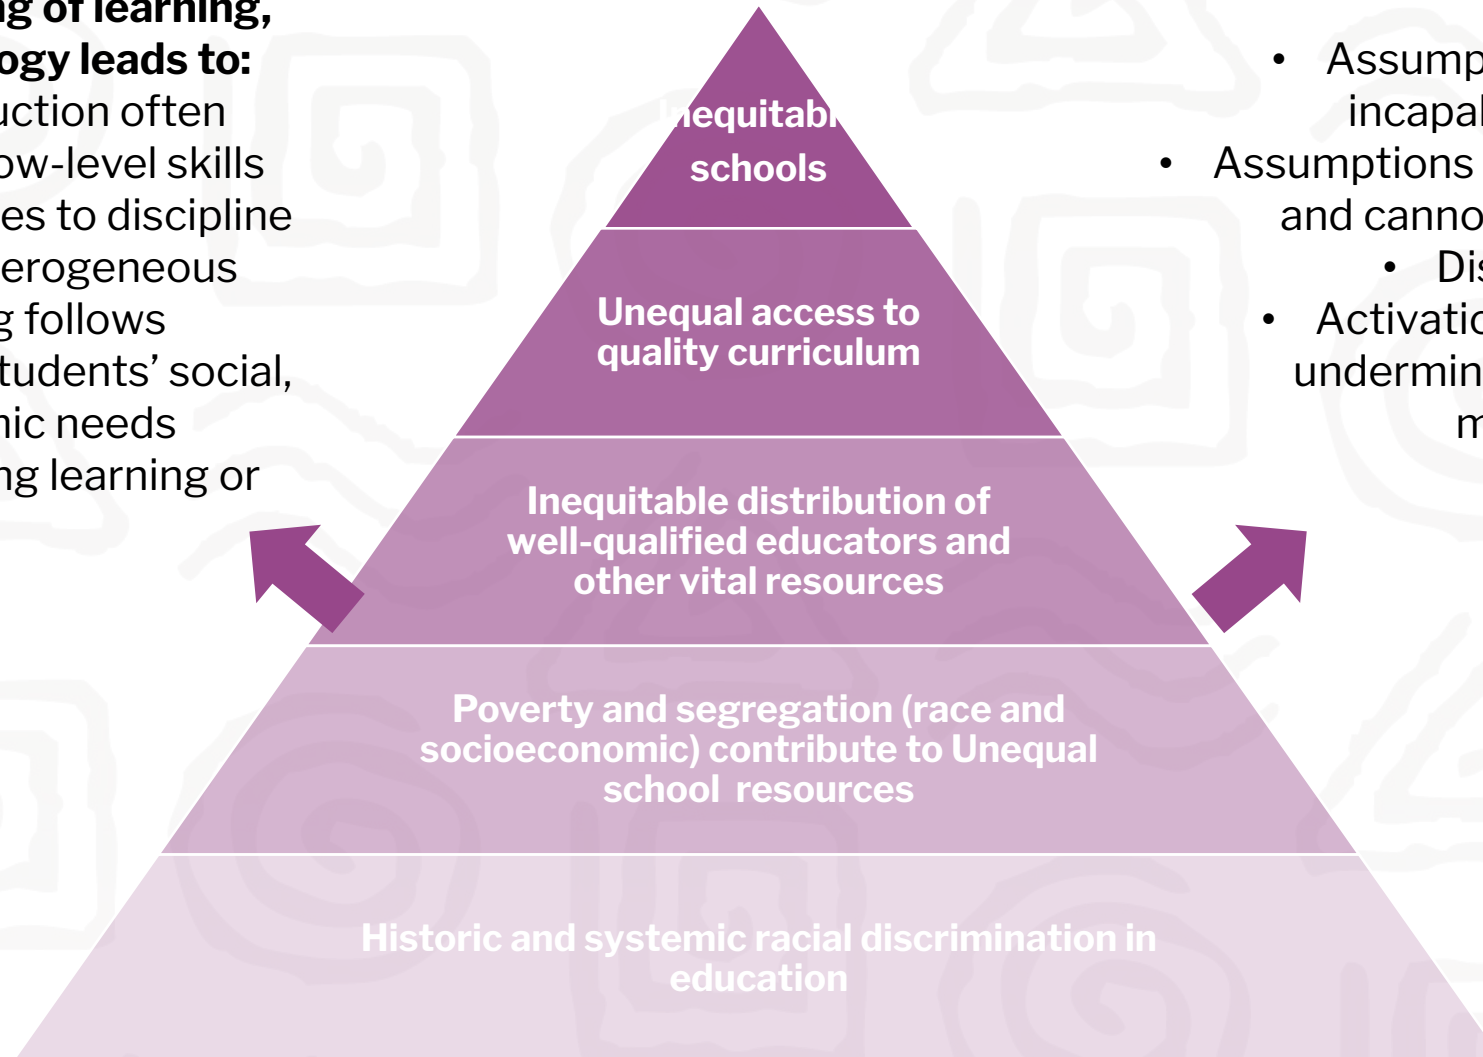 ng of learning,
ogy leads to:
uction often
ow-level skills
es to discipline
erogeneous
g follows
tudents’ social,
nic needs
ng learning or
Inequitabl
schools
Unequal access to
quality curriculum
Inequitable distribution of
well-qualified educators and
other vital resources
Poverty and segregation (race and
socioeconomic) contribute to Unequal
school resources
Historic and systemic racial discrimination in
education
• Assump
incapal
• Assumptions
and canno
• Dis
• Activatio
undermin
m